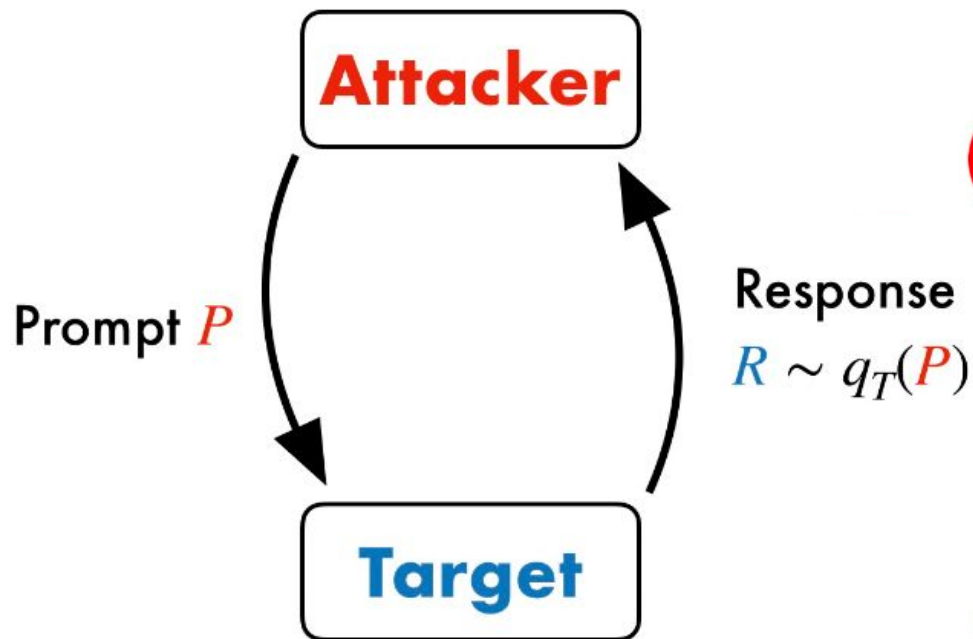 Attacker
Prompt P
Response
R ~ q_T(P)
Target